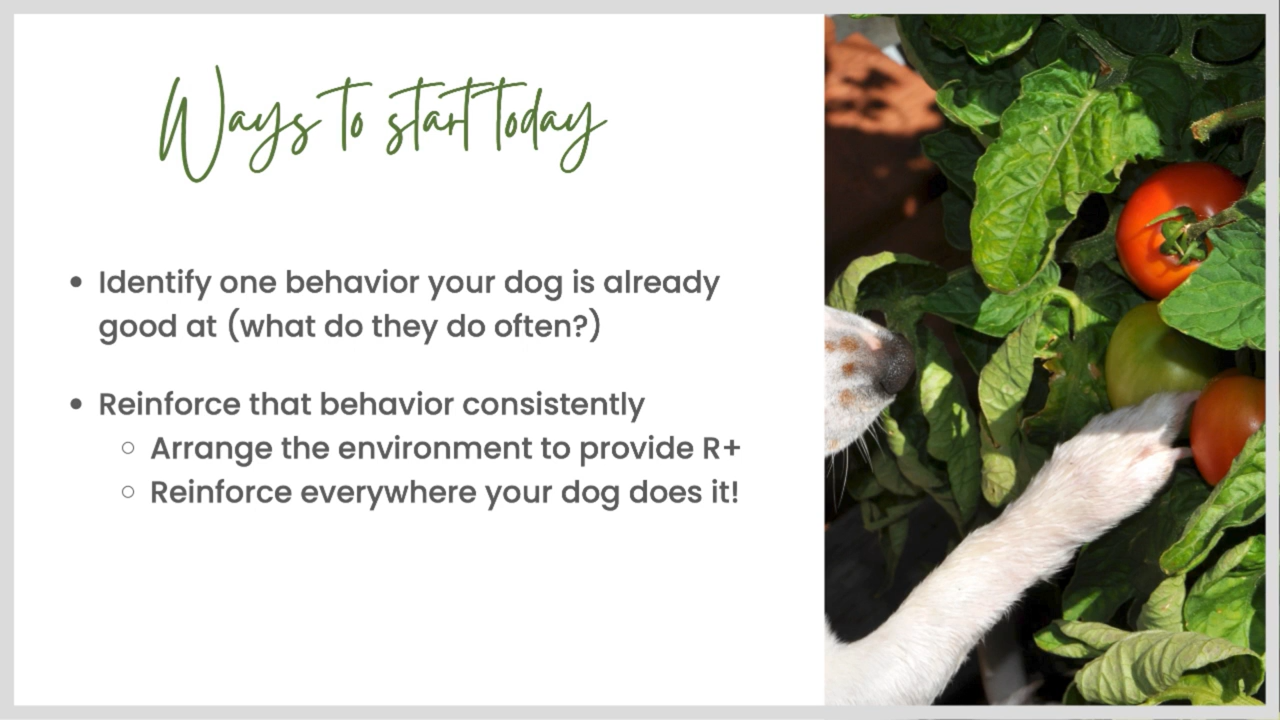 Ways to start today
• Identify one behavior your dog is already
good at (what do they do often?)
• Reinforce that behavior consistently
○ Arrange the environment to provide R+
○ Reinforce everywhere your dog does it!